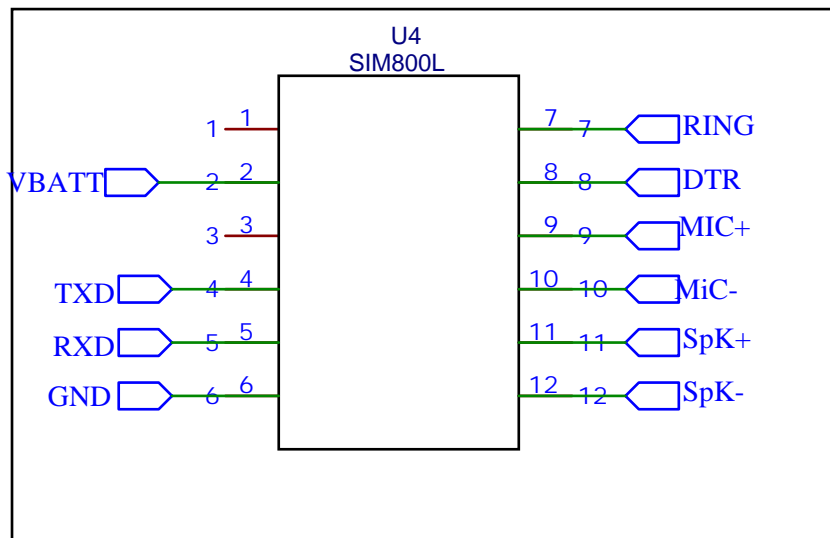 U4
SIM800L
1 1
7 7 RING
VBATT 2 2
8 8 DTR
3 3
9 9 MIC+
TXD 4 4
10 10 MiC-
RXD 5 5
11 11 SpK+
GND 6 6
12 12 SpK-